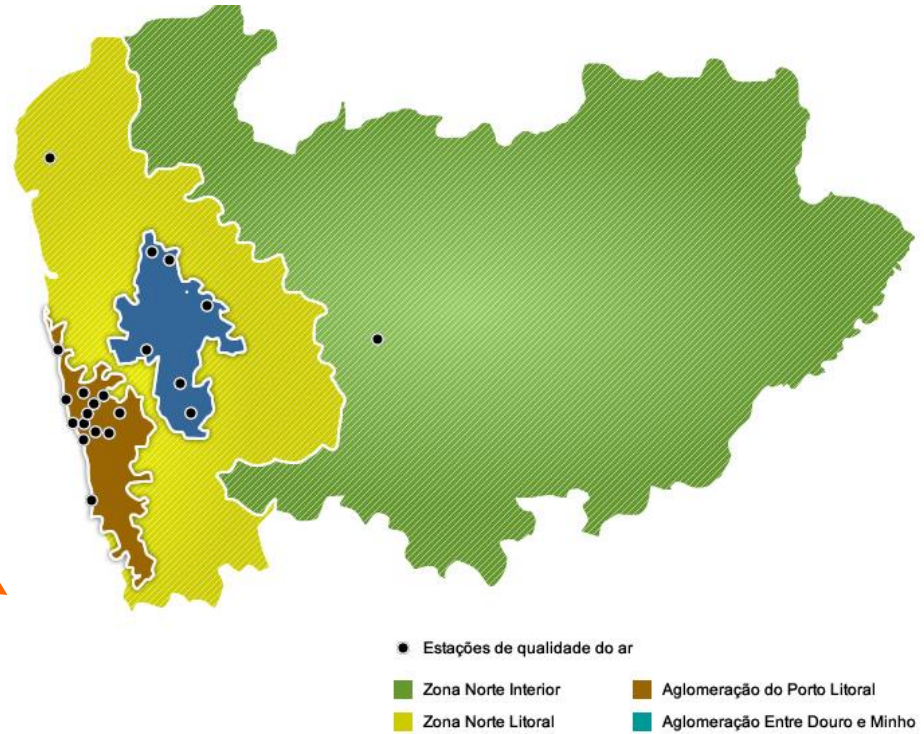 Estações de qualidade do ar
Zona Norte Interior
Aglomeração do Porto Litoral
Zona Norte Litoral
Aglomeração Entre Douro e Minho